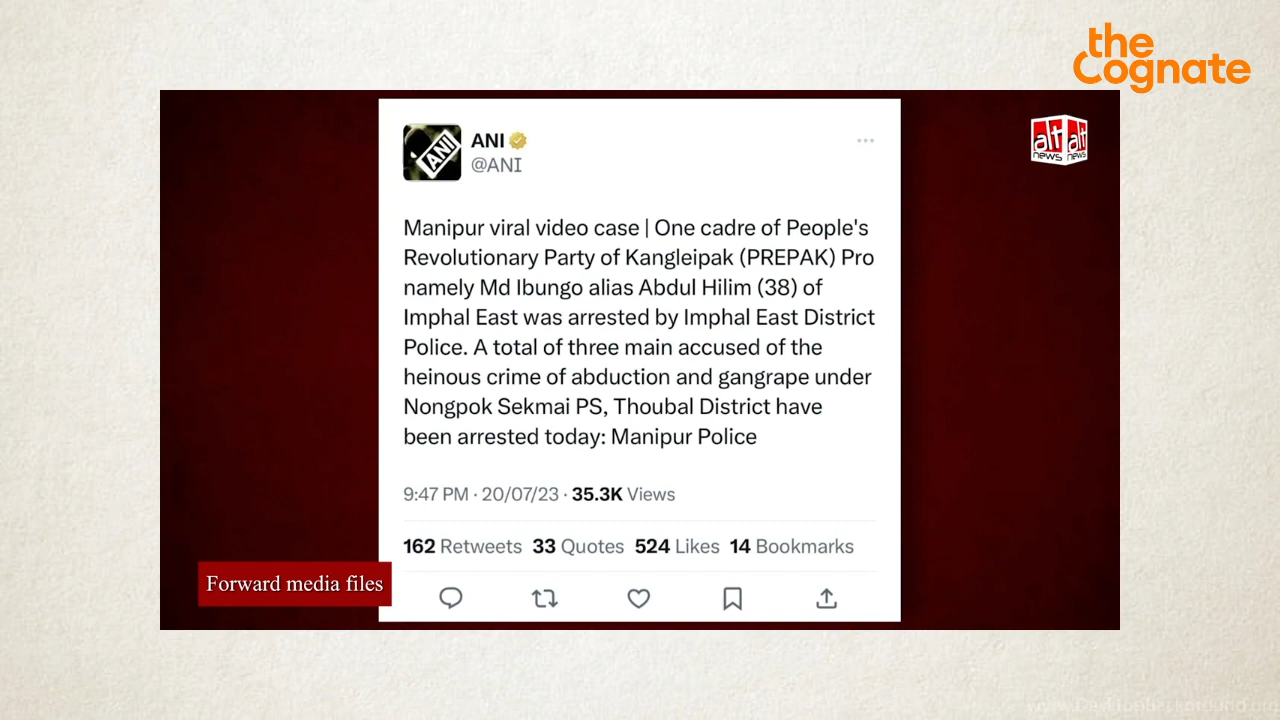 the
Cognate
alt alt
news news
ANI
ANI
@ANI
Manipur viral video case | One cadre of People's
Revolutionary Party of Kangleipak (PREPAK) Pro
namely Md Ibungo alias Abdul Hilim (38) of
Imphal East was arrested by Imphal East District
Police. A total of three main accused of the
heinous crime of abduction and gangrape under
Nongpok Sekmai PS, Thoubal District have
been arrested today: Manipur Police
9:47 PM · 20/07/23 · 35.3K Views
162 Retweets 33 Quotes 524 Likes 14 Bookmarks
Forward media files